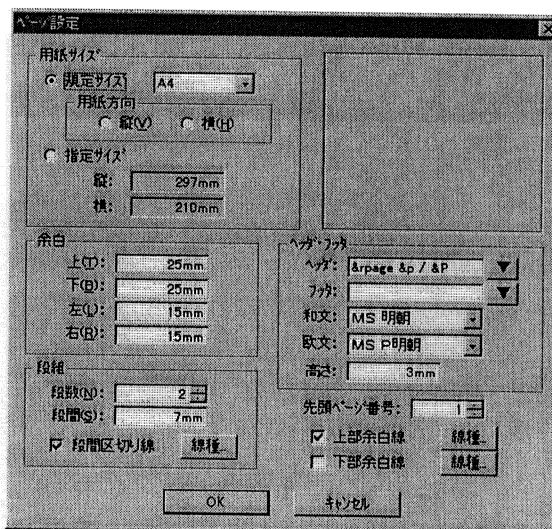 ページ設定
用紙サイズ
規定サイズ A4
用紙方向
縦(V) 横(H)
指定サイズ
縦: 297mm
横: 210mm
余白
上(T): 25mm
下(B): 25mm
左(L): 15mm
右(R): 15mm
段組
段数(N): 2
段間(S): 7mm
段間区切り線 線種...
ヘッダ・フッタ
ヘッダ: &rpage &p / &P
フッタ:
和文: MS 明朝
欧文: MS P明朝
高さ: 3mm
先頭ページ番号: 1
上部余白線 線種...
下部余白線 線種...
OK キャンセル